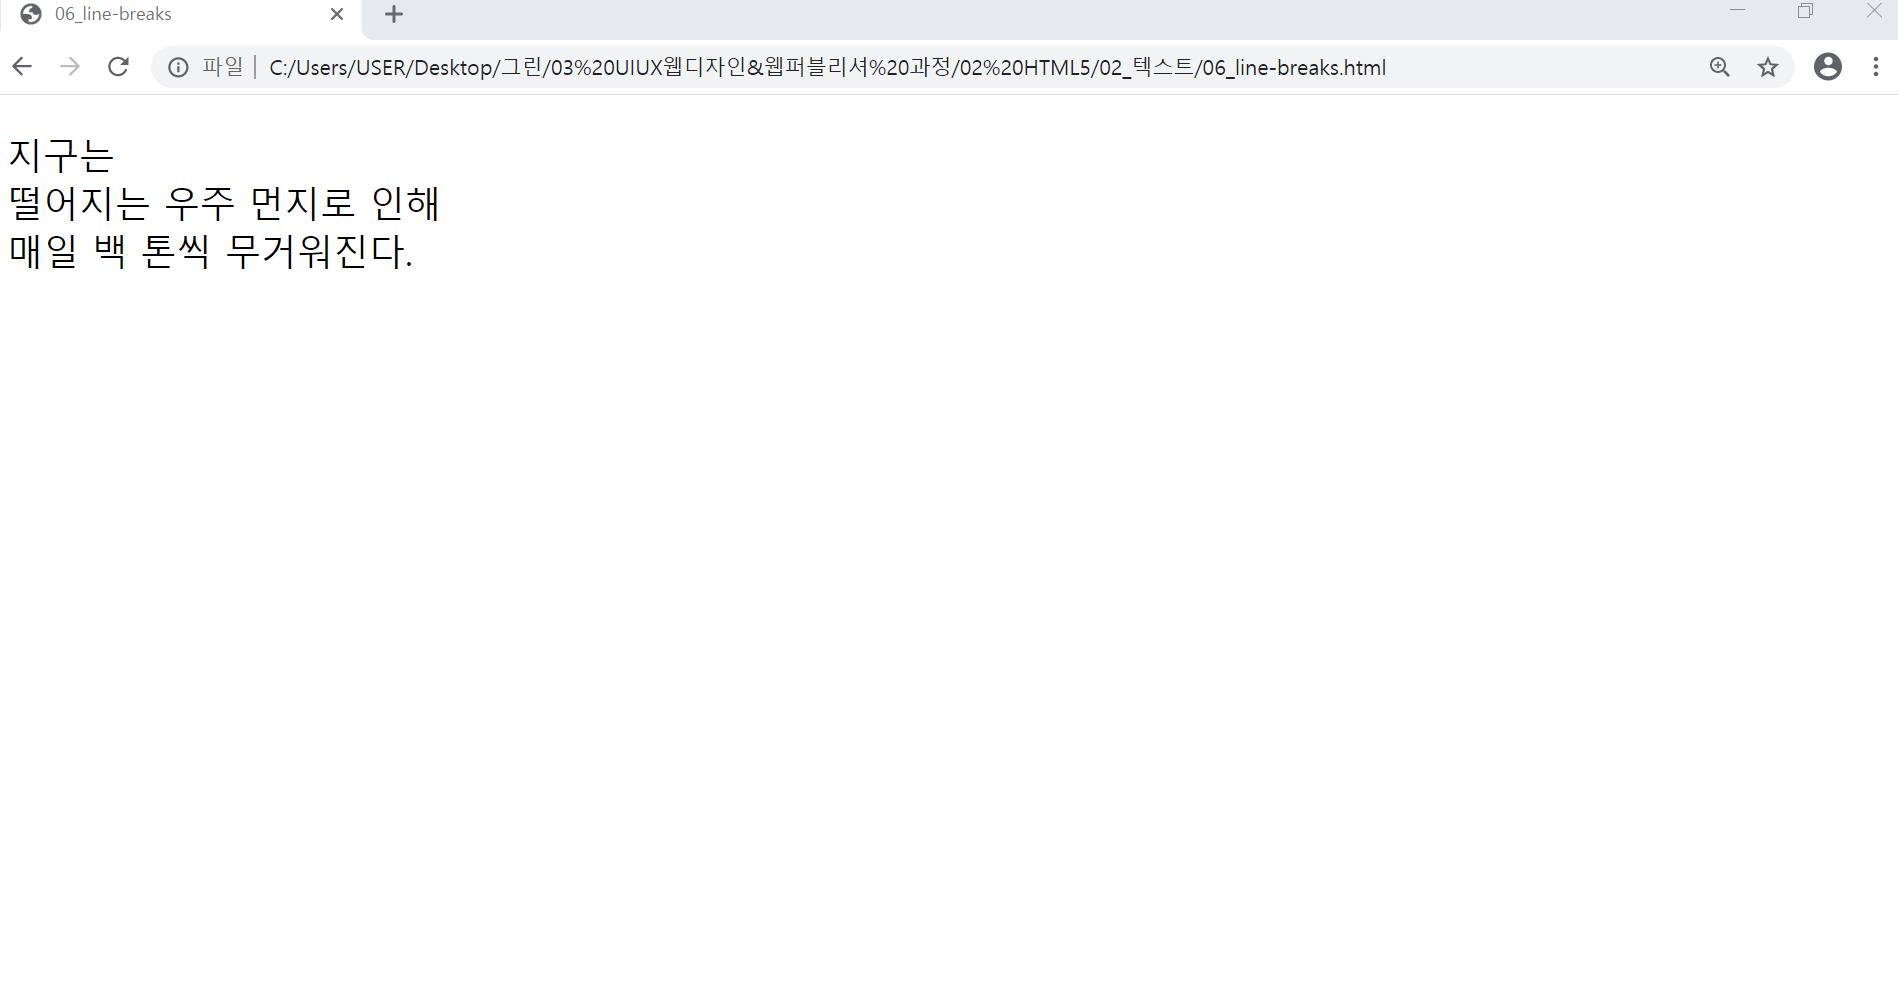 06_line-breaks
파일 | C:/Users/USER/Desktop/그린/03%20UIUX웹디자인&웹퍼블리셔%20과정/02%20HTML5/02_텍스트/06_line-breaks.html
지구는
떨어지는 우주 먼지로 인해
매일 백 톤씩 무거워진다.